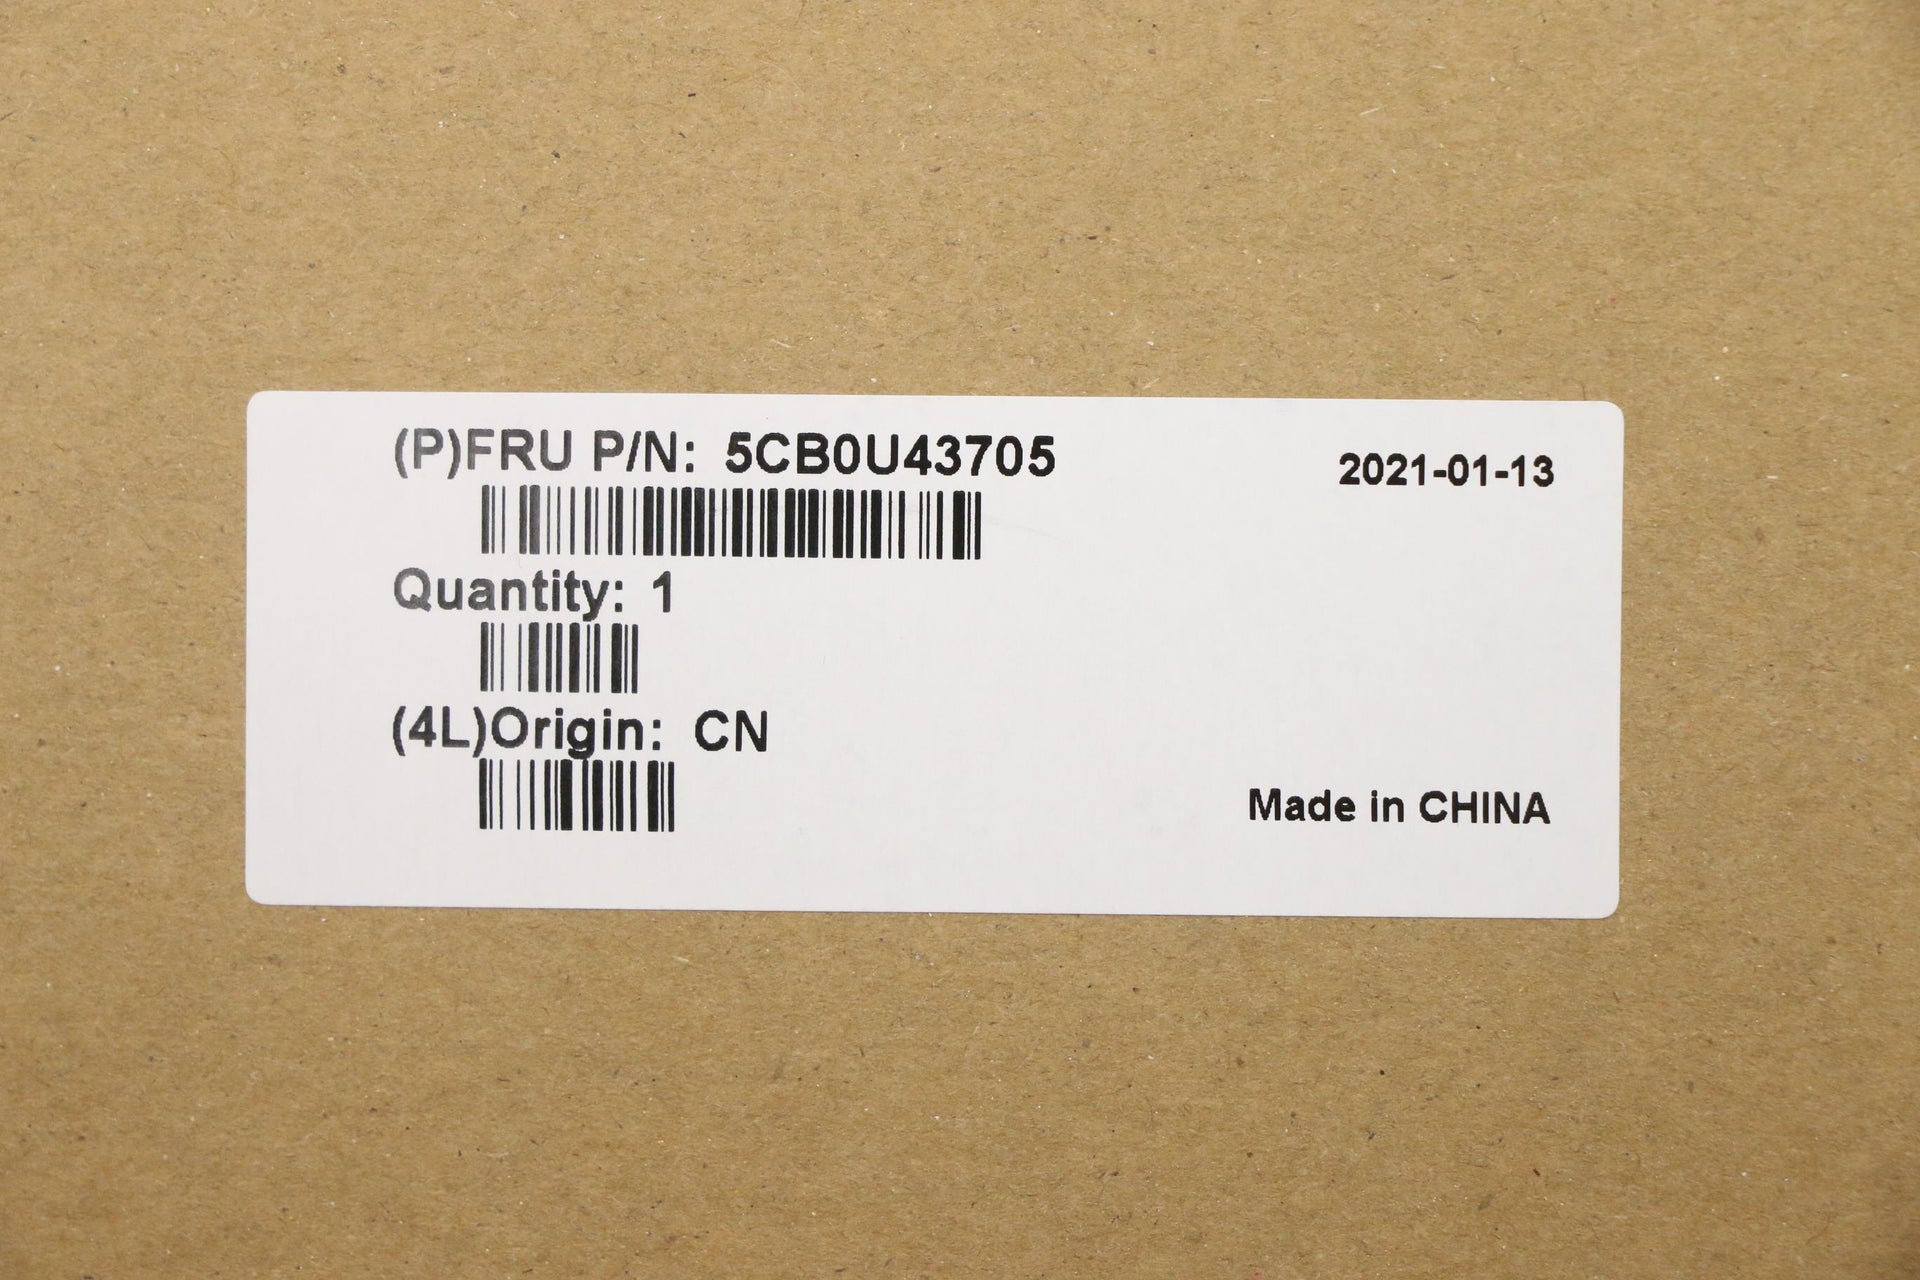 (P)FRU P/N: 5CB0U43705
2021-01-13
Quantity: 1
(4L)Origin: CN
Made in CHINA